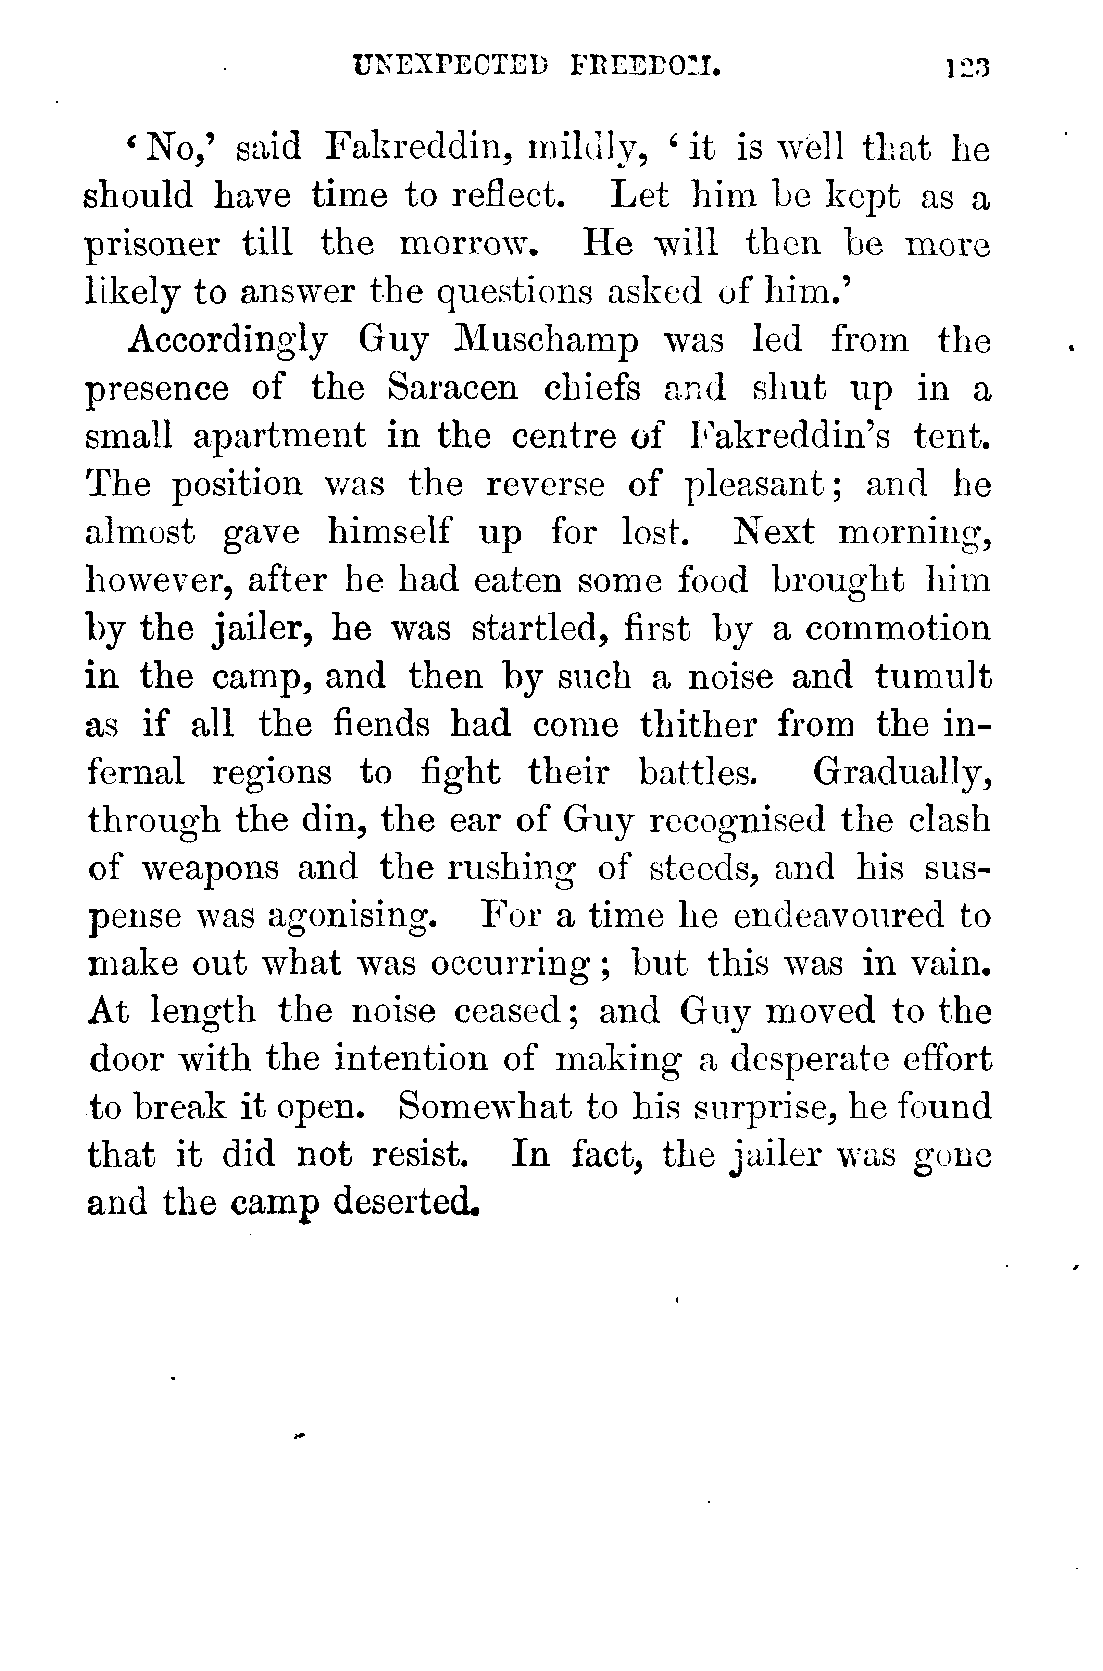 UNEXPECTED FREEDOM. 123
‘No,’ said Fakreddin, mildly, ‘it is well that he
should have time to reflect. Let him be kept as a
prisoner till the morrow. He will then be more
likely to answer the questions asked of him.’
Accordingly Guy Muschamp was led from the
presence of the Saracen chiefs and shut up in a
small apartment in the centre of Fakreddin’s tent.
The position was the reverse of pleasant; and he
almost gave himself up for lost. Next morning,
however, after he had eaten some food brought him
by the jailer, he was startled, first by a commotion
in the camp, and then by such a noise and tumult
as if all the fiends had come thither from the in-
fernal regions to fight their battles. Gradually,
through the din, the ear of Guy recognised the clash
of weapons and the rushing of steeds, and his sus-
pense was agonising. For a time he endeavoured to
make out what was occurring; but this was in vain.
At length the noise ceased; and Guy moved to the
door with the intention of making a desperate effort
to break it open. Somewhat to his surprise, he found
that it did not resist. In fact, the jailer was gone
and the camp deserted.